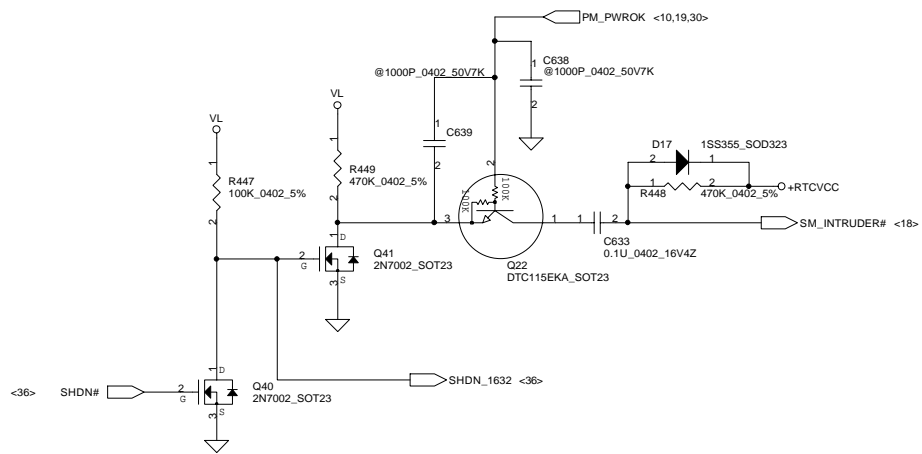 PM_PWROK <10,19,30>
@1000P_0402_50V7K
1
C638
@1000P_0402_50V7K
2
VL
VL
1
C639
2
1
R447
100K_0402_5%
2
1
R449
470K_0402_5%
2
2
100K
100K
3
1
Q22
DTC115EKA_SOT23
1
2
C633
0.1U_0402_16V4Z
D17
1SS355_SOD323
2
1
1
2
R448
470K_0402_5%
+RTCVCC
SM_INTRUDER# <18>
1
D
2
G
3
S
Q41
2N7002_SOT23
SHDN_1632 <36>
<36>
SHDN#
1
D
2
G
3
S
Q40
2N7002_SOT23